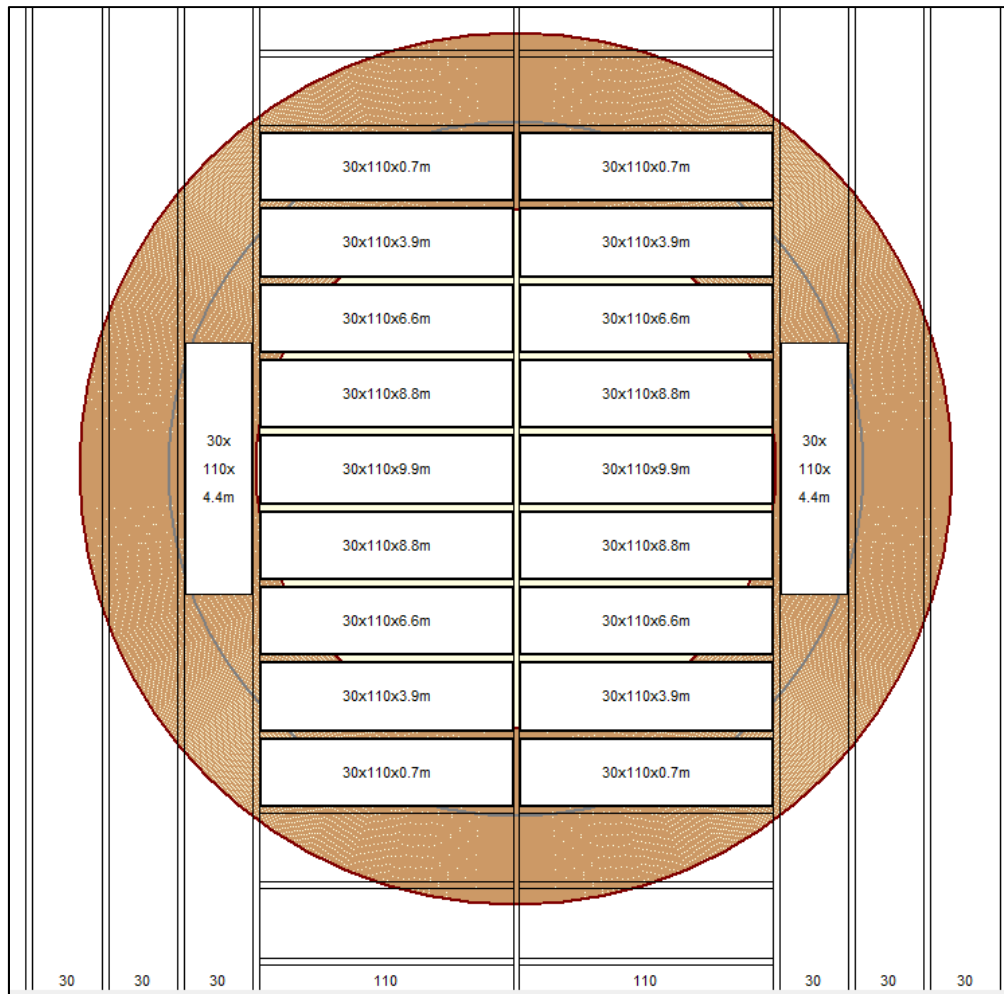 30x110x0.7m 30x110x0.7m
30x110x3.9m 30x110x3.9m
30x110x6.6m 30x110x6.6m
30x110x8.8m 30x110x8.8m
30x
110x
4.4m
30x110x9.9m 30x110x9.9m
30x
110x
4.4m
30x110x8.8m 30x110x8.8m
30x110x6.6m 30x110x6.6m
30x110x3.9m 30x110x3.9m
30x110x0.7m 30x110x0.7m
30 30 30 110 110 30 30 30